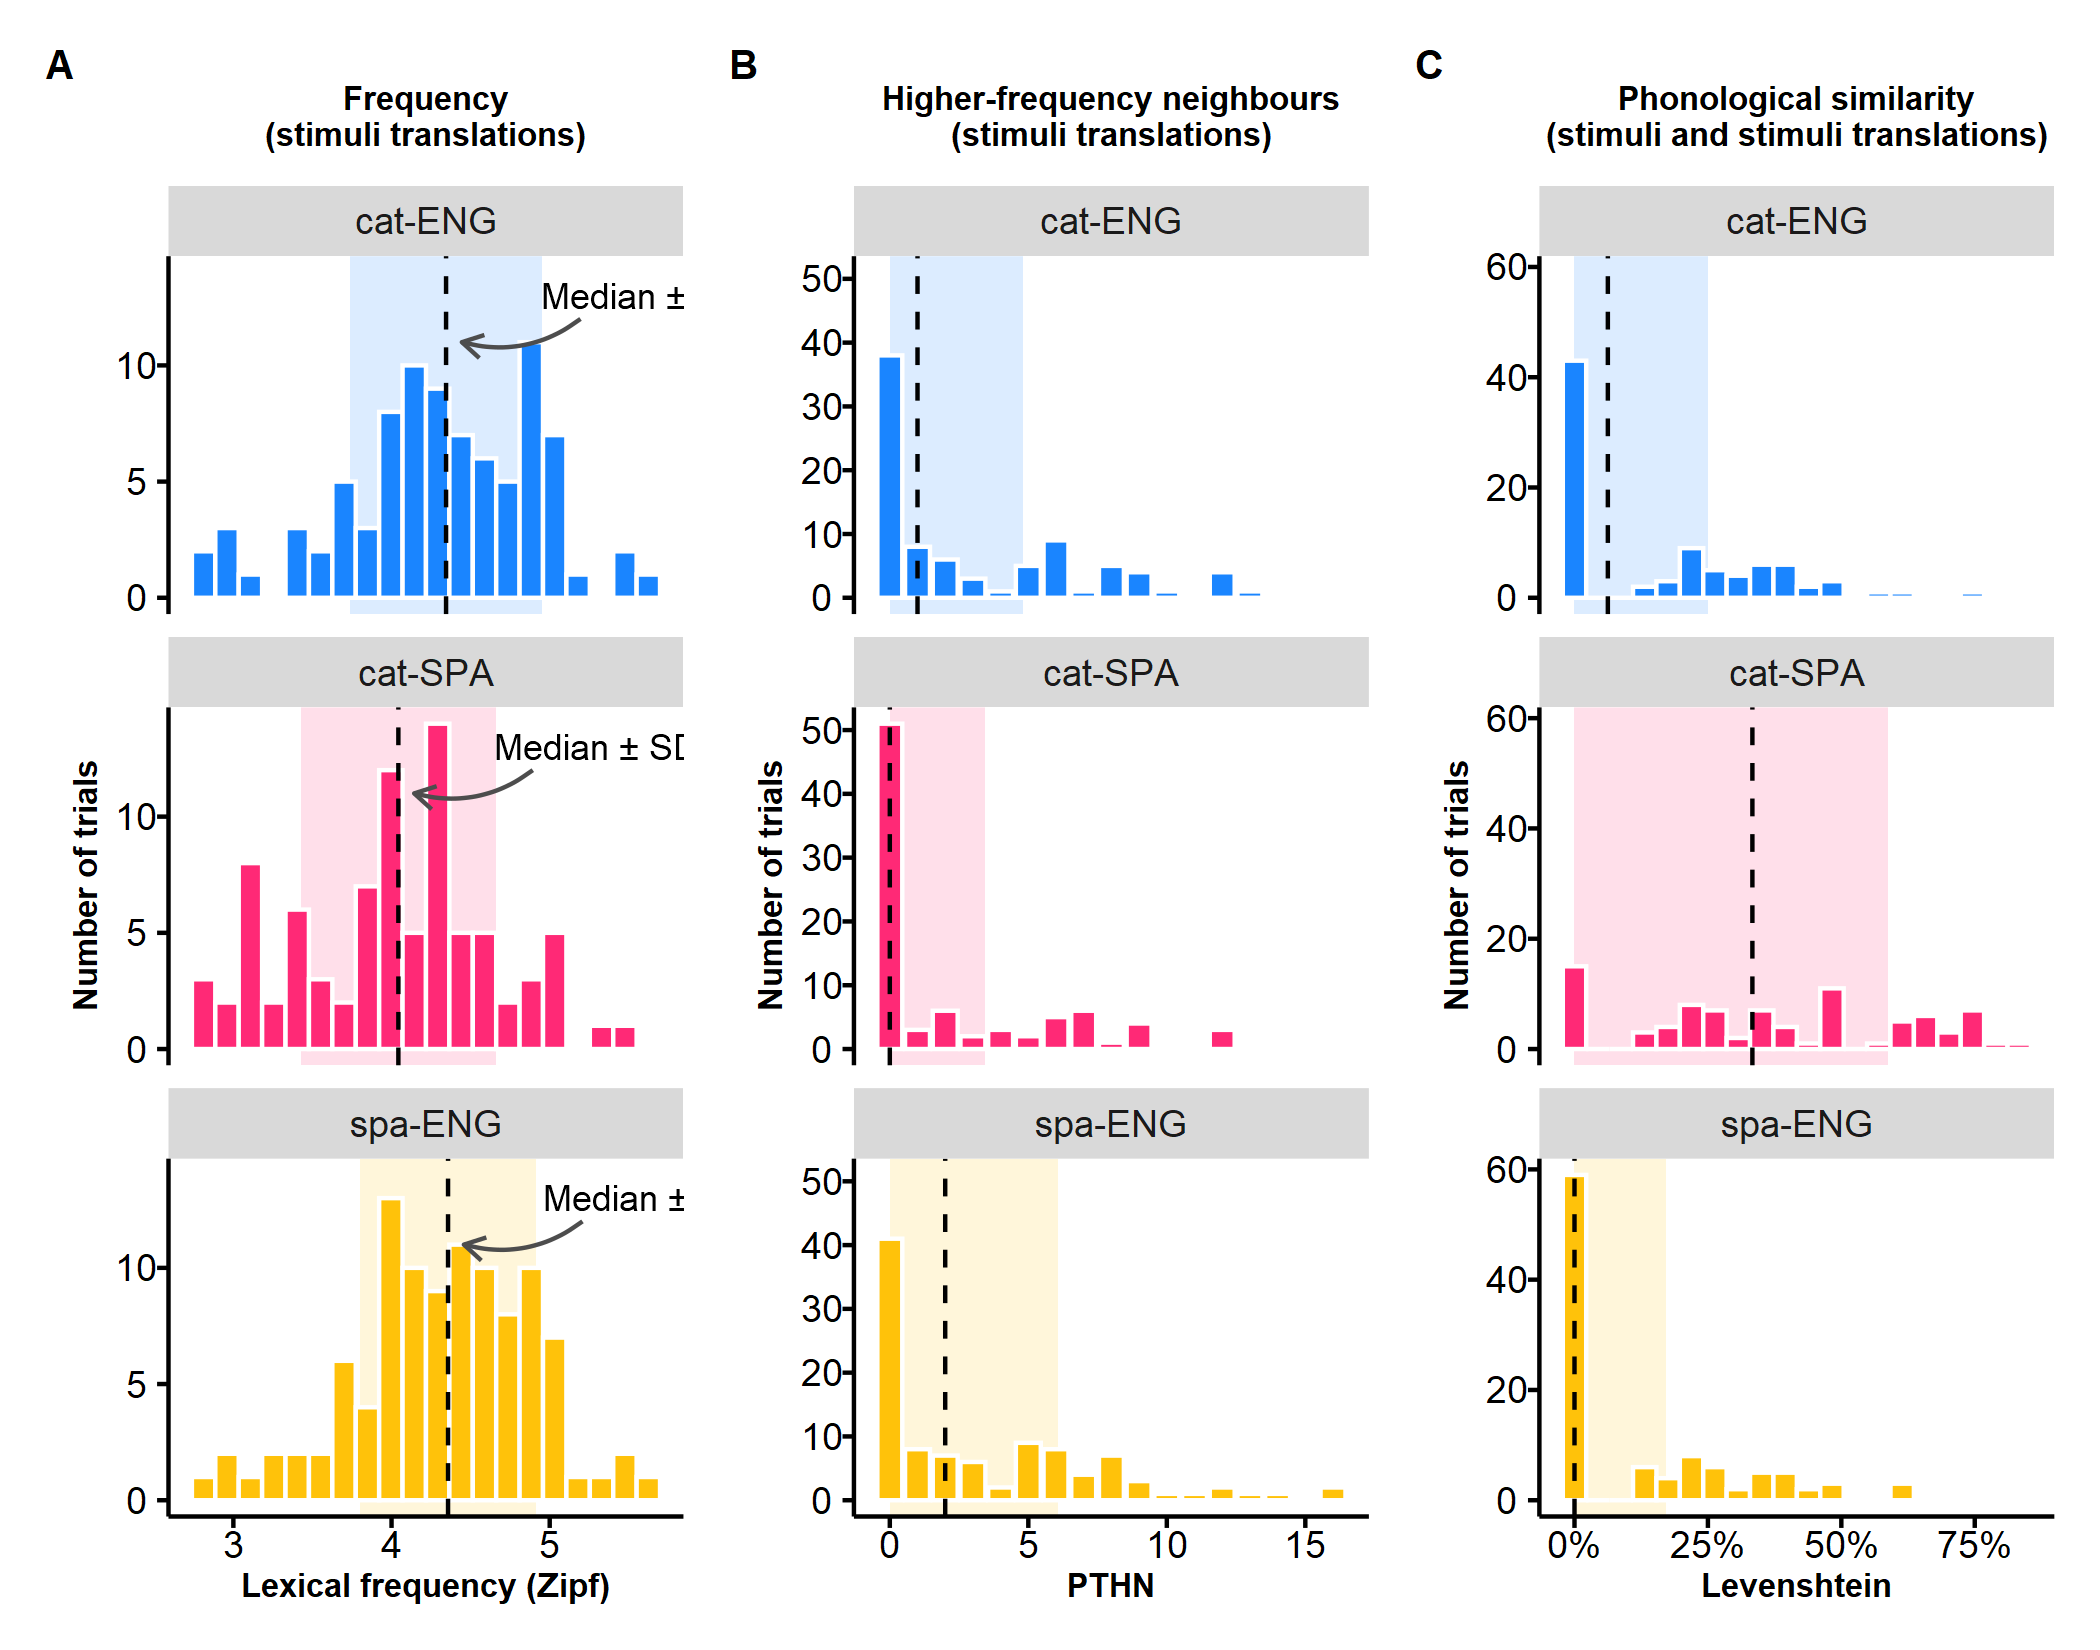 A
Frequency
(stimuli translations)
cat-ENG
Median ±
10
5
0
cat-SPA
Median ± SD
10
5
0
spa-ENG
Median ±
10
5
0
3 4 5
Lexical frequency (Zipf)
Number of trials
B
Higher-frequency neighbours
(stimuli translations)
cat-ENG
50
40
30
20
10
0
cat-SPA
50
40
30
20
10
0
spa-ENG
50
40
30
20
10
0
0 5 10 15
PTHN
Number of trials
C
Phonological similarity
(stimuli and stimuli translations)
cat-ENG
60
40
20
0
cat-SPA
60
40
20
0
spa-ENG
60
40
20
0
0% 25% 50% 75%
Levenshtein
Number of trials